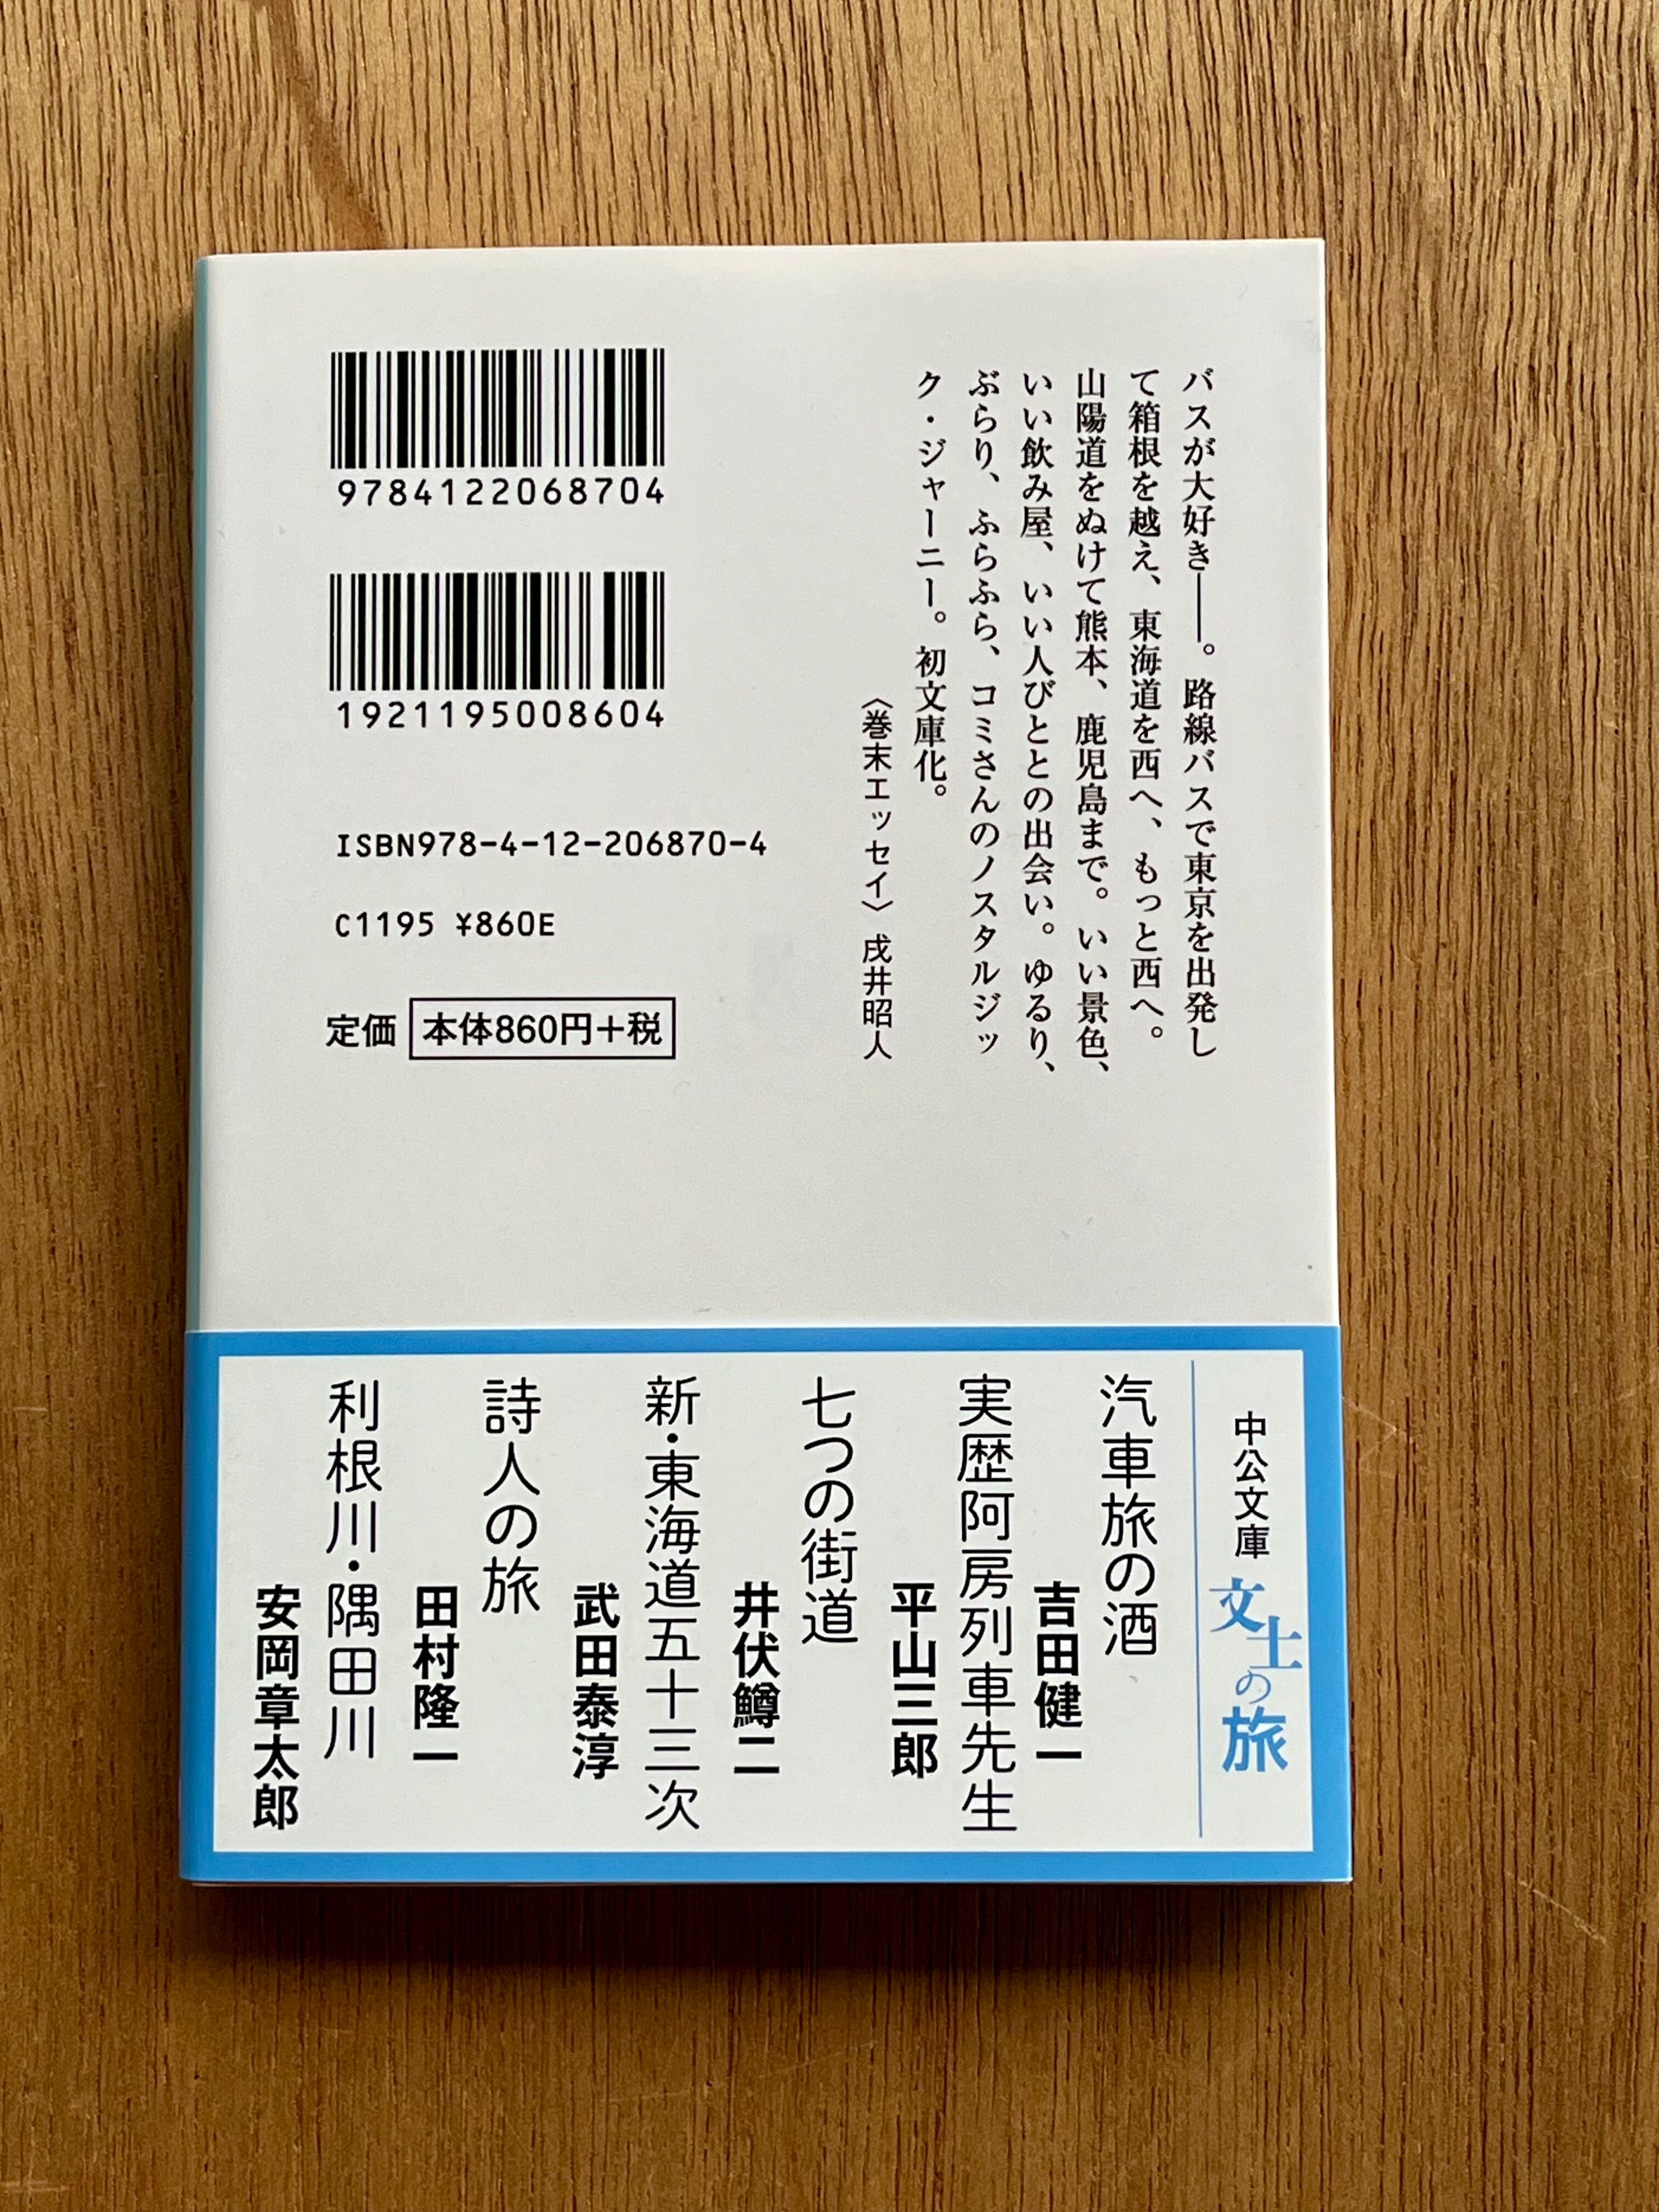 バスが大好き――。路線バスで東京を出発し
て箱根を越え、東海道を西へ、もっと西へ。
山陽道をぬけて熊本、鹿児島まで。いい景色、
いい飲み屋、いい人びととの出会い。ゆるり、
ぶらり、ふらふら、コミさんのノスタルジッ
ク・ジャーニー。初文庫化。
〈巻末エッセイ〉戌井昭人
9784122068704
1921195008604
ISBN978-4-12-206870-4
C1195 ¥860E
定価 本体860円+税
中公文庫 文士の旅
汽車旅の酒
吉田健一
実歴阿房列車先生
平山三郎
七つの街道
井伏鱒二
新・東海道五十三次
武田泰淳
詩人の旅
田村隆一
利根川・隅田川
安岡章太郎